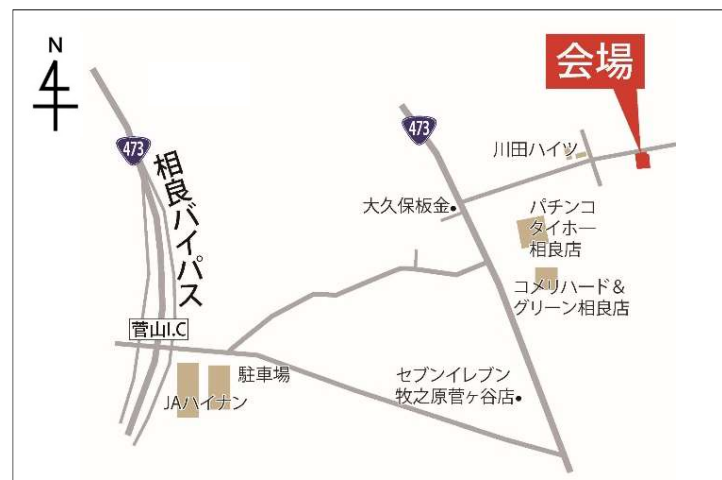 N
会場
473
473
川田ハイツ
相良バイパス
大久保板金
パチンコ
タイホー
相良店
コメリハード&
グリーン相良店
菅山I.C
駐車場
JAハイナン
セブンイレブン
牧之原菅ヶ谷店